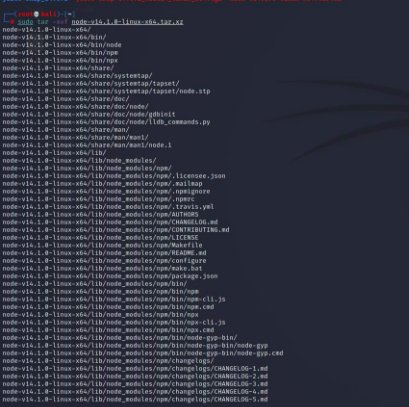 (root💀kali)-[~]
# sudo tar -xvf node-v14.1.0-linux-x64.tar.xz
node-v14.1.0-linux-x64/
node-v14.1.0-linux-x64/bin/
node-v14.1.0-linux-x64/bin/node
node-v14.1.0-linux-x64/bin/npm
node-v14.1.0-linux-x64/bin/npx
node-v14.1.0-linux-x64/share/
node-v14.1.0-linux-x64/share/systemtap/
node-v14.1.0-linux-x64/share/systemtap/tapset/
node-v14.1.0-linux-x64/share/systemtap/tapset/node.stp
node-v14.1.0-linux-x64/share/doc/
node-v14.1.0-linux-x64/share/doc/node/
node-v14.1.0-linux-x64/share/doc/node/gdbinit
node-v14.1.0-linux-x64/share/doc/node/lldb_commands.py
node-v14.1.0-linux-x64/share/man/
node-v14.1.0-linux-x64/share/man/man1/
node-v14.1.0-linux-x64/share/man/man1/node.1
node-v14.1.0-linux-x64/lib/
node-v14.1.0-linux-x64/lib/node_modules/
node-v14.1.0-linux-x64/lib/node_modules/npm/
node-v14.1.0-linux-x64/lib/node_modules/npm/.licensee.json
node-v14.1.0-linux-x64/lib/node_modules/npm/.mailmap
node-v14.1.0-linux-x64/lib/node_modules/npm/.npmignore
node-v14.1.0-linux-x64/lib/node_modules/npm/.npmrc
node-v14.1.0-linux-x64/lib/node_modules/npm/.travis.yml
node-v14.1.0-linux-x64/lib/node_modules/npm/AUTHORS
node-v14.1.0-linux-x64/lib/node_modules/npm/CHANGELOG.md
node-v14.1.0-linux-x64/lib/node_modules/npm/CONTRIBUTING.md
node-v14.1.0-linux-x64/lib/node_modules/npm/LICENSE
node-v14.1.0-linux-x64/lib/node_modules/npm/Makefile
node-v14.1.0-linux-x64/lib/node_modules/npm/README.md
node-v14.1.0-linux-x64/lib/node_modules/npm/configure
node-v14.1.0-linux-x64/lib/node_modules/npm/make.bat
node-v14.1.0-linux-x64/lib/node_modules/npm/package.json
node-v14.1.0-linux-x64/lib/node_modules/npm/bin/
node-v14.1.0-linux-x64/lib/node_modules/npm/bin/npm
node-v14.1.0-linux-x64/lib/node_modules/npm/bin/npm-cli.js
node-v14.1.0-linux-x64/lib/node_modules/npm/bin/npm.cmd
node-v14.1.0-linux-x64/lib/node_modules/npm/bin/npx
node-v14.1.0-linux-x64/lib/node_modules/npm/bin/npx-cli.js
node-v14.1.0-linux-x64/lib/node_modules/npm/bin/npx.cmd
node-v14.1.0-linux-x64/lib/node_modules/npm/bin/node-gyp-bin/
node-v14.1.0-linux-x64/lib/node_modules/npm/bin/node-gyp-bin/node-gyp
node-v14.1.0-linux-x64/lib/node_modules/npm/bin/node-gyp-bin/node-gyp.cmd
node-v14.1.0-linux-x64/lib/node_modules/npm/changelogs/
node-v14.1.0-linux-x64/lib/node_modules/npm/changelogs/CHANGELOG-1.md
node-v14.1.0-linux-x64/lib/node_modules/npm/changelogs/CHANGELOG-2.md
node-v14.1.0-linux-x64/lib/node_modules/npm/changelogs/CHANGELOG-3.md
node-v14.1.0-linux-x64/lib/node_modules/npm/changelogs/CHANGELOG-4.md
node-v14.1.0-linux-x64/lib/node_modules/npm/changelogs/CHANGELOG-5.md